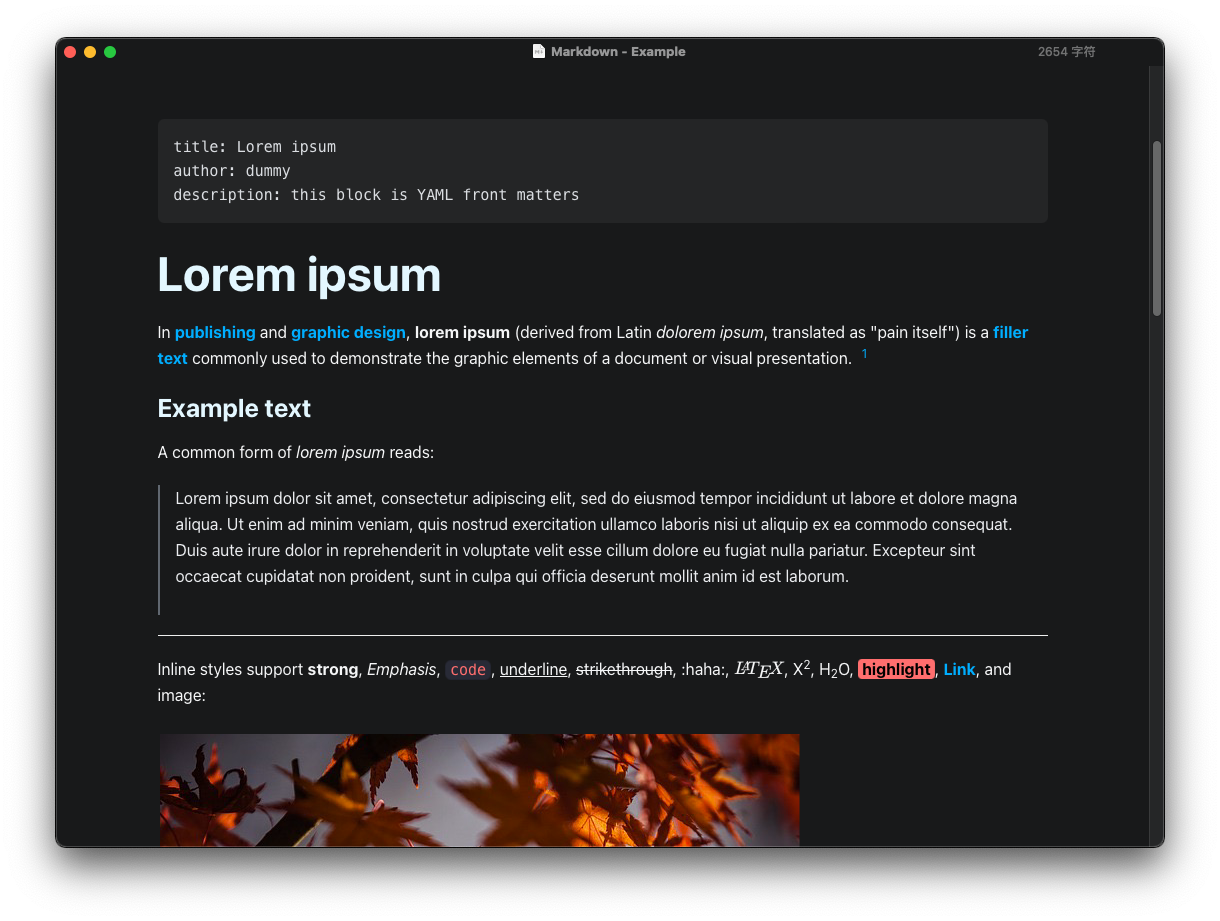 Markdown - Example
2654 字符
title: Lorem ipsum
author: dummy
description: this block is YAML front matters
Lorem ipsum
In publishing and graphic design, lorem ipsum (derived from Latin dolorem ipsum, translated as "pain itself") is a filler
text commonly used to demonstrate the graphic elements of a document or visual presentation. 1
Example text
A common form of lorem ipsum reads:
Lorem ipsum dolor sit amet, consectetur adipiscing elit, sed do eiusmod tempor incididunt ut labore et dolore magna
aliqua. Ut enim ad minim veniam, quis nostrud exercitation ullamco laboris nisi ut aliquip ex ea commodo consequat.
Duis aute irure dolor in reprehenderit in voluptate velit esse cillum dolore eu fugiat nulla pariatur. Excepteur sint
occaecat cupidatat non proident, sunt in culpa qui officia deserunt mollit anim id est laborum.
Inline styles support strong, Emphasis, code, underline, strikethrough, :haha:, LATEX, X², H₂O, highlight, Link, and
image: